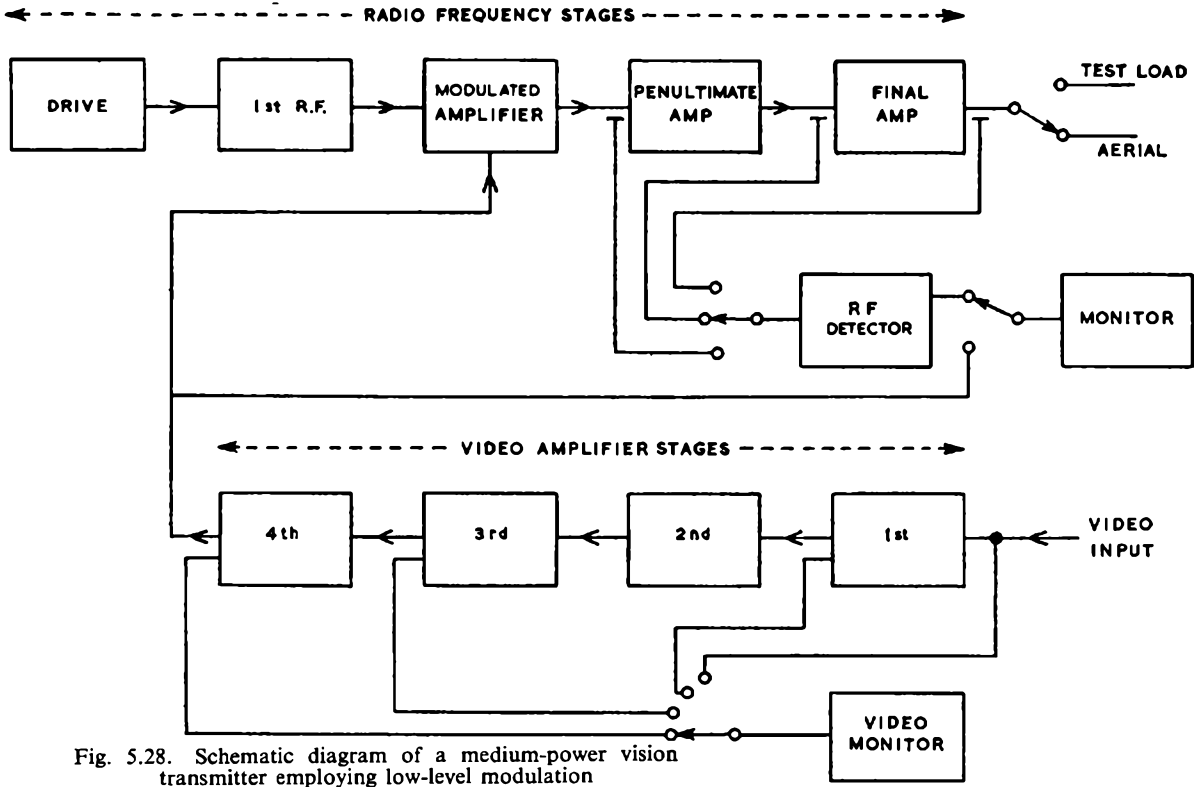 RADIO FREQUENCY STAGES
DRIVE
1st R.F.
MODULATED
AMPLIFIER
PENULTIMATE
AMP
FINAL
AMP
TEST LOAD
AERIAL
R F
DETECTOR
MONITOR
VIDEO AMPLIFIER STAGES
4th
3rd
2nd
1st
VIDEO
INPUT
VIDEO
MONITOR
Fig. 5.28. Schematic diagram of a medium-power vision
transmitter employing low-level modulation